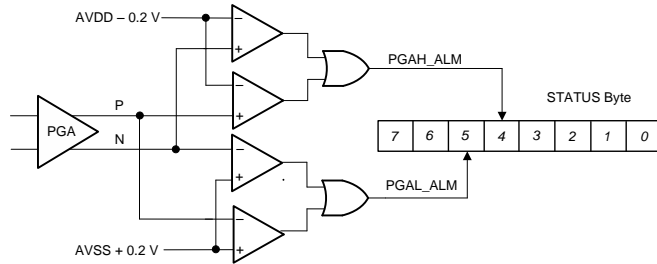 AVDD – 0.2 V
–
+
PGAH_ALM
–
+
STATUS Byte
P
PGA
N
7 6 5 4 3 2 1 0
–
+
PGAL_ALM
–
+
AVSS + 0.2 V